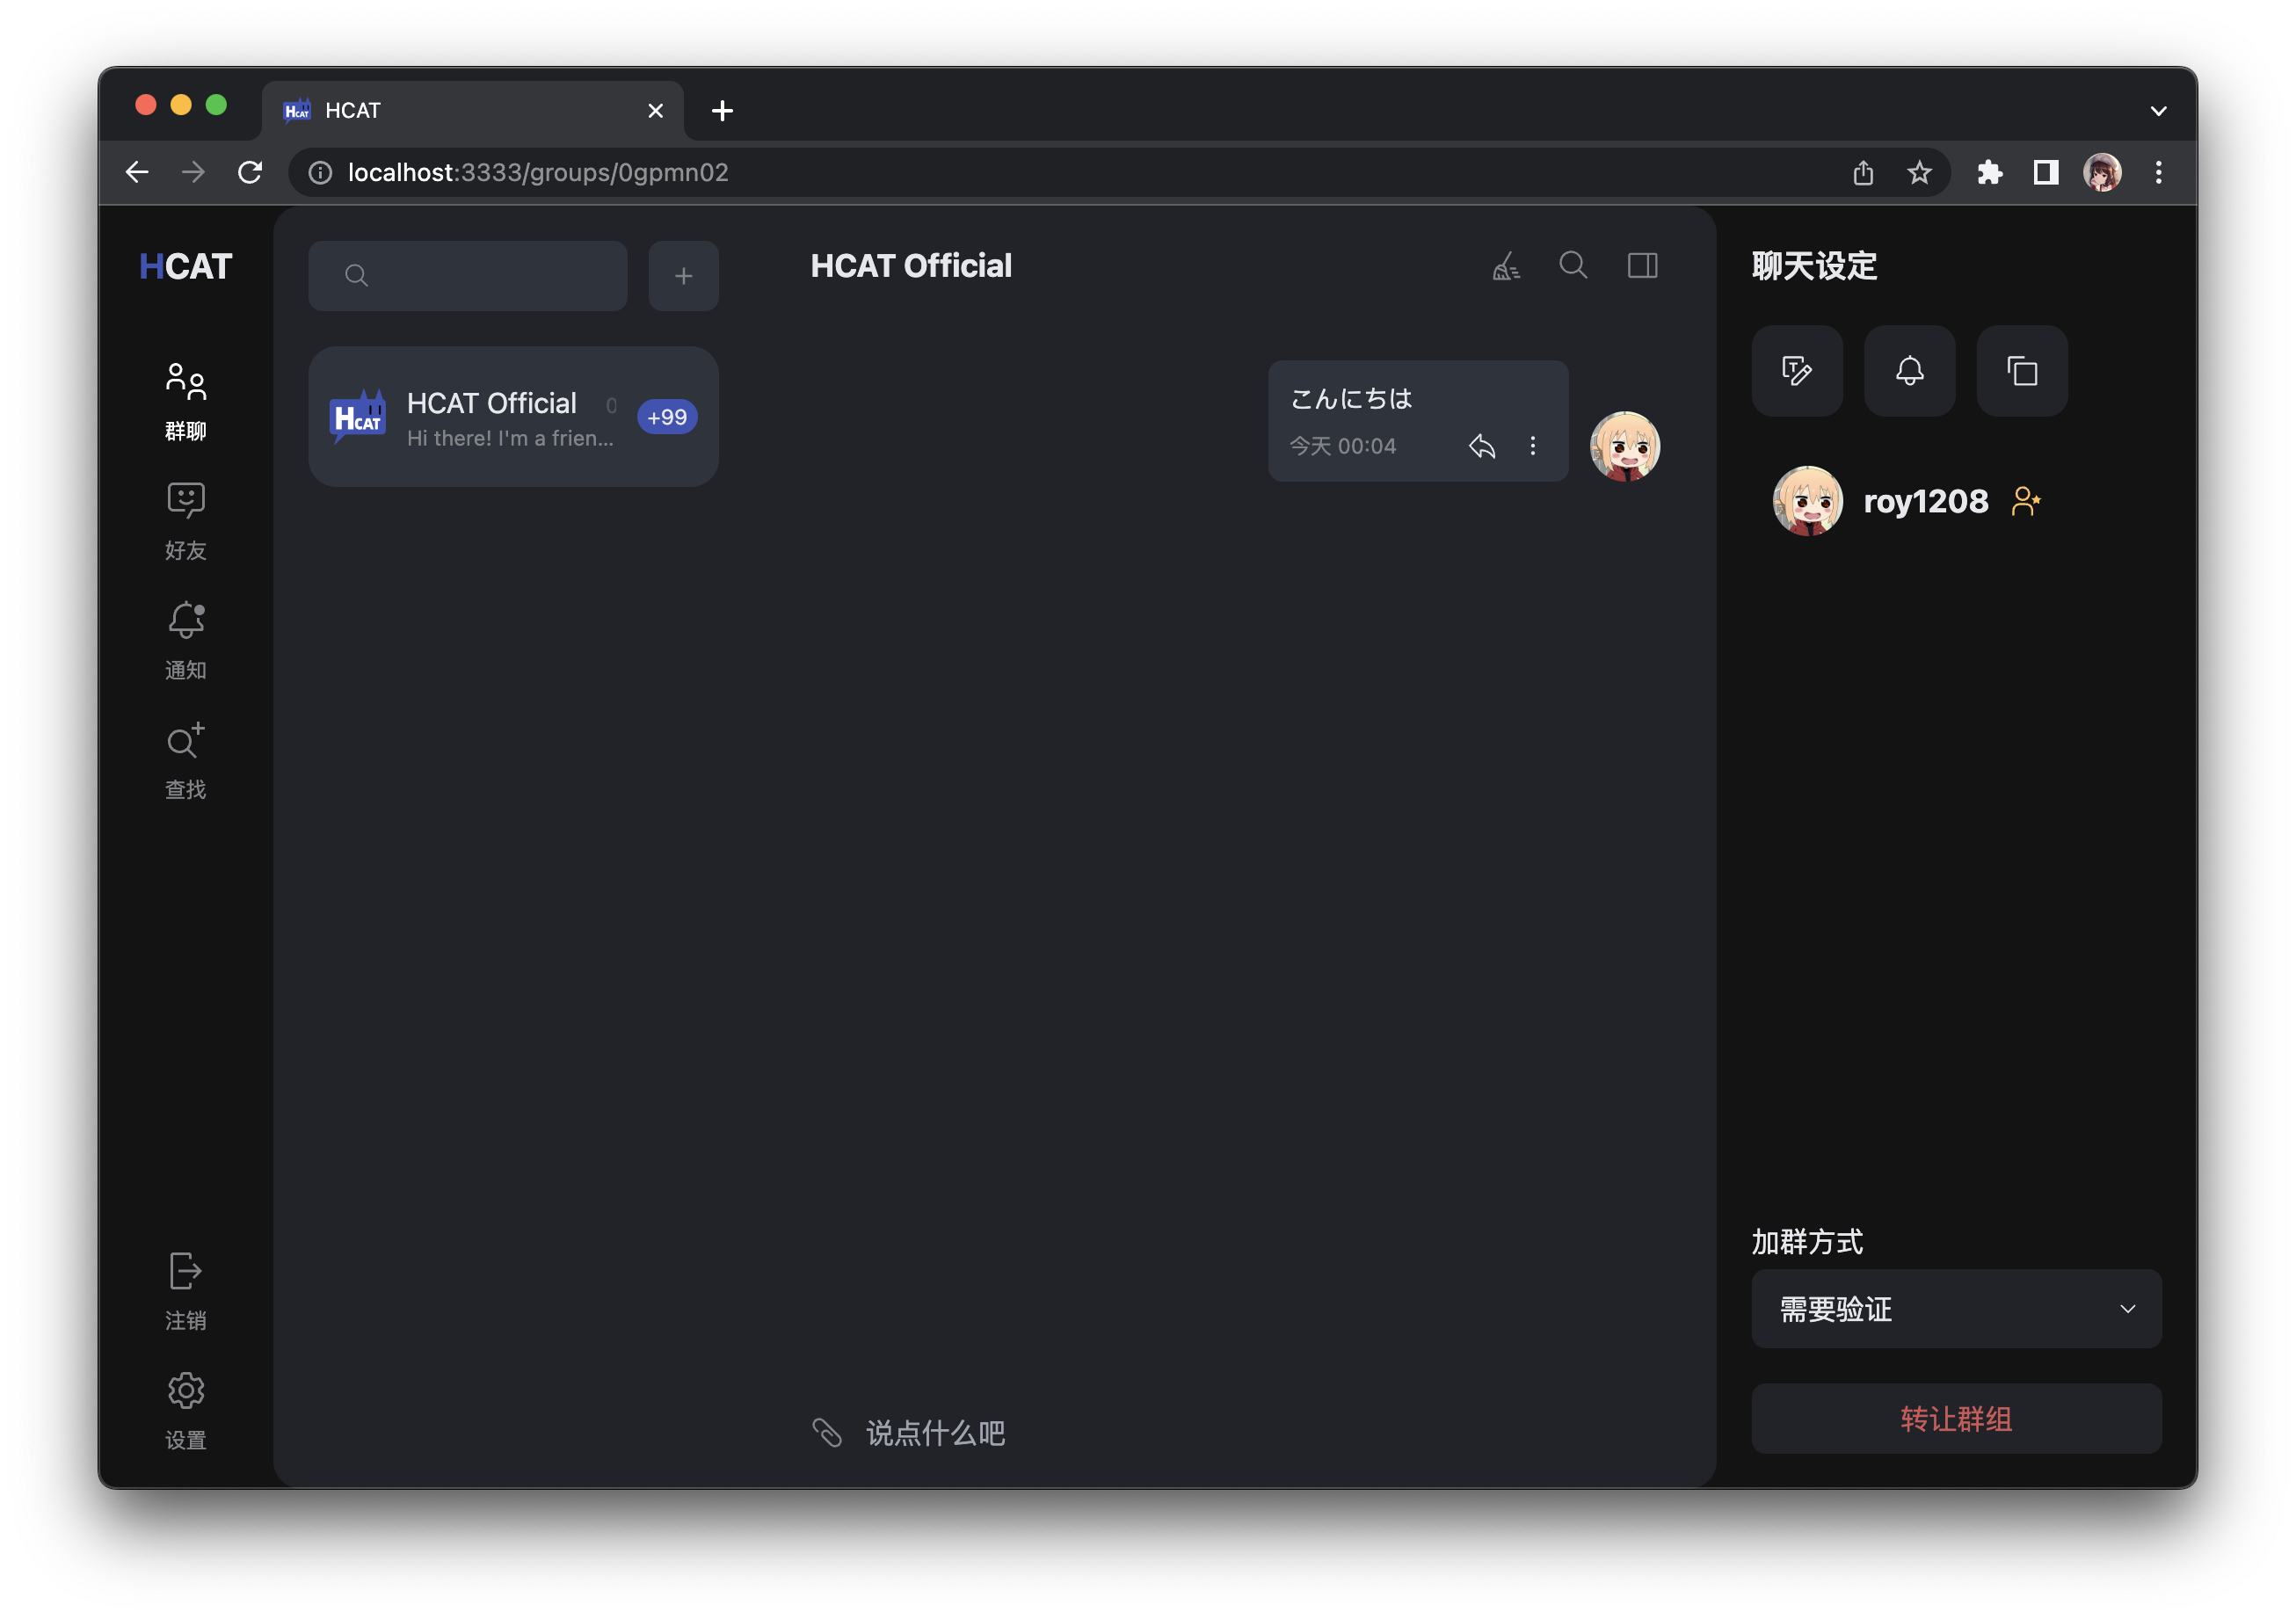 HCAT
localhost:3333/groups/0gpmn02
HCAT
群聊
好友
通知
查找
注销
设置
HCAT
HCAT Official
+99
Hi there! I'm a frien...
HCAT Official
こんにちは
今天 00:04
说点什么吧
聊天设定
roy1208
加群方式
需要验证
转让群组